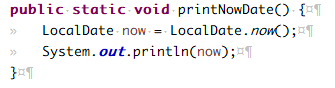 public static void printNowDate() {¤¶
» LocalDate now = LocalDate.now();¤¶
» System.out.println(now);¤¶
}¤¶